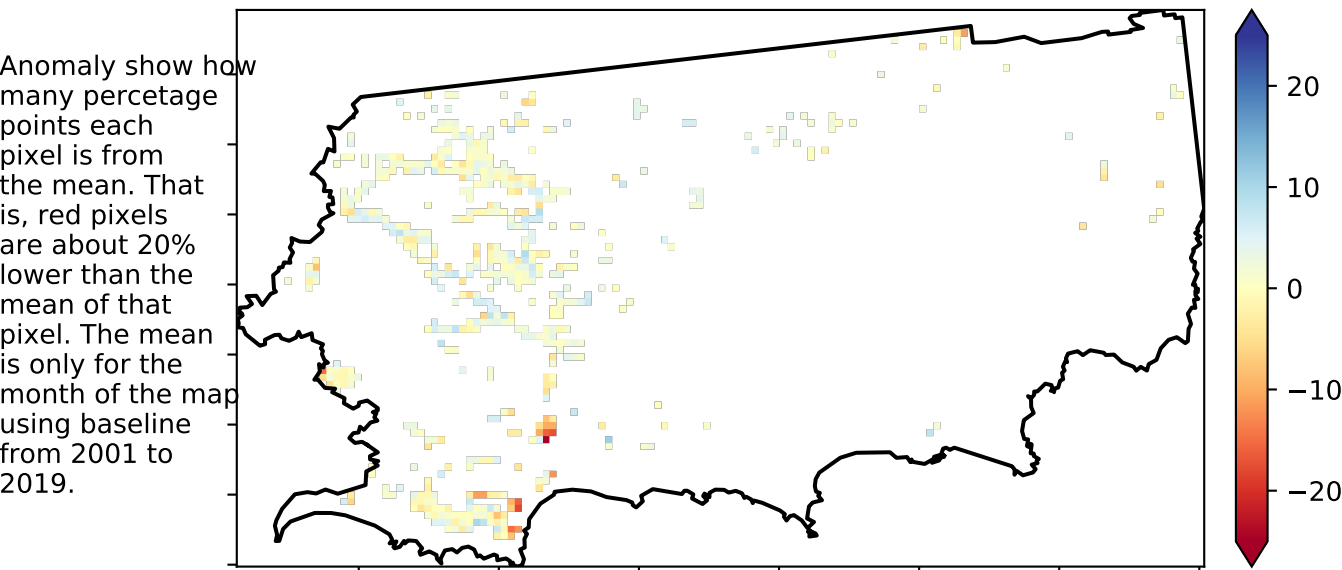 Anomaly show how
many percetage
points each
pixel is from
the mean. That
is, red pixels
are about 20%
lower than the
mean of that
pixel. The mean
is only for the
month of the map
using baseline
from 2001 to
2019.
20
10
0
−10
−20